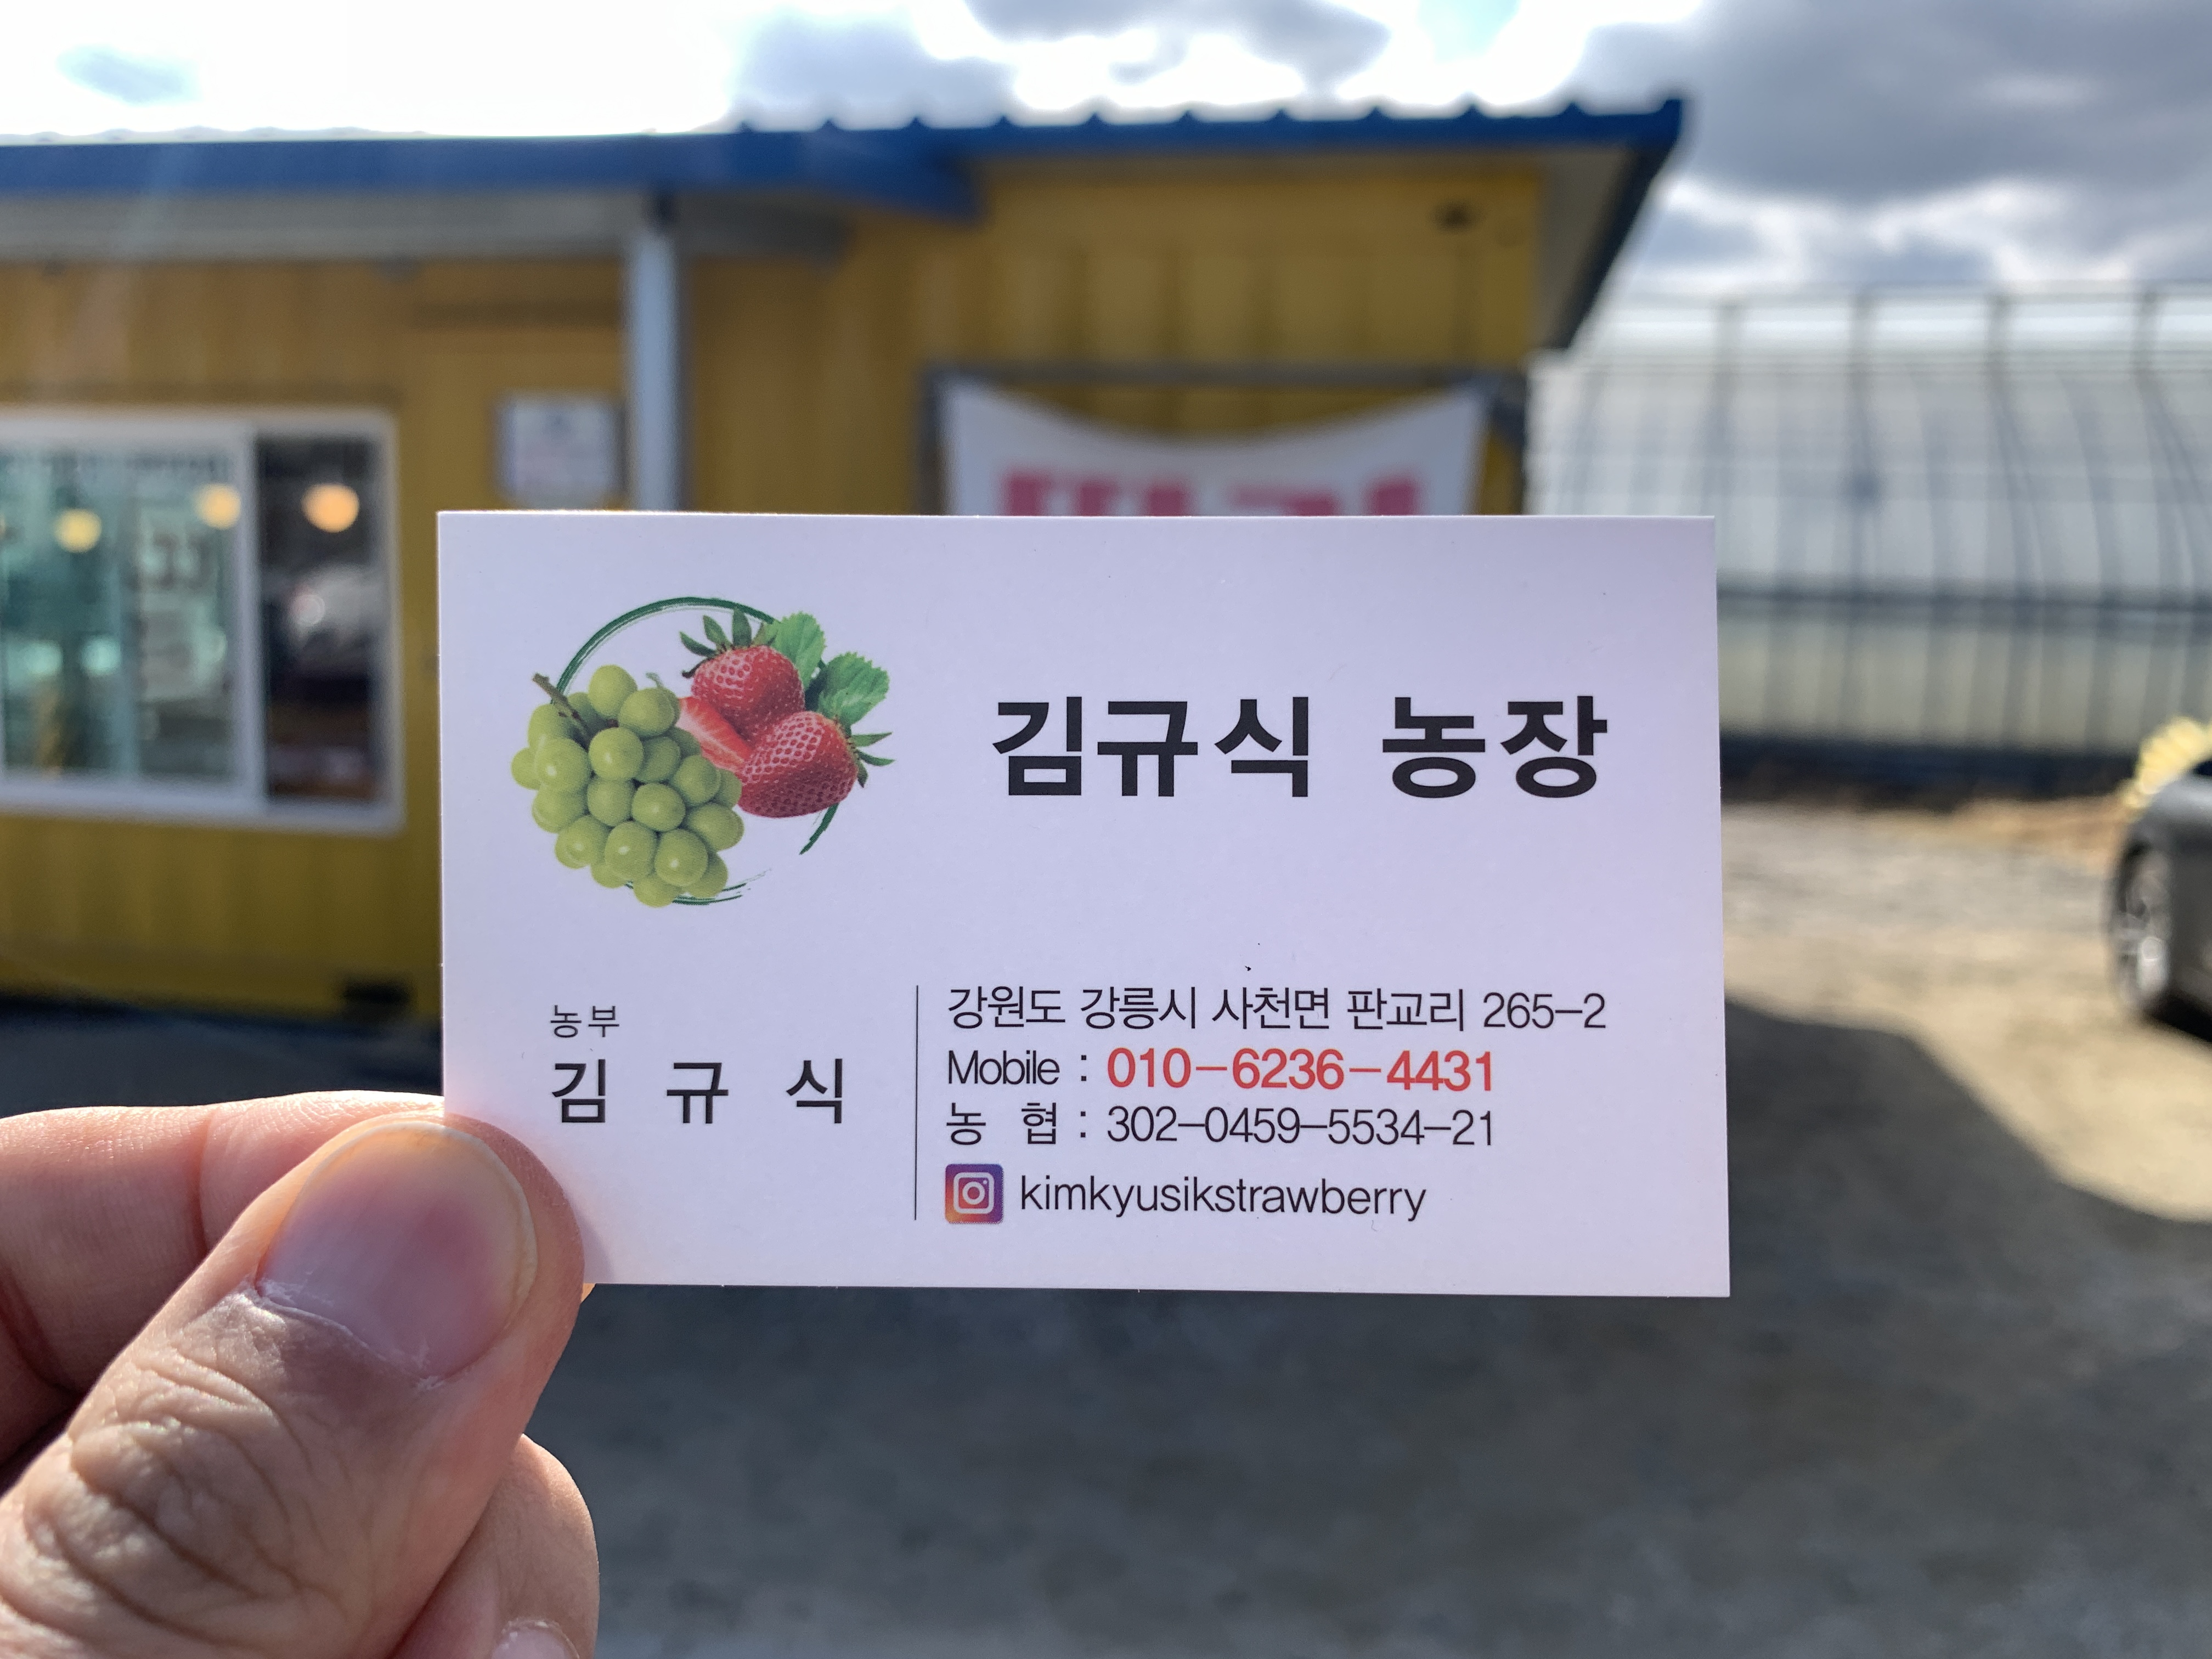 김규식 농장
농부
김 규 식
강원도 강릉시 사천면 판교리 265-2
Mobile : 010-6236-4431
농 협 : 302-0459-5534-21
kimkyusikstrawberry